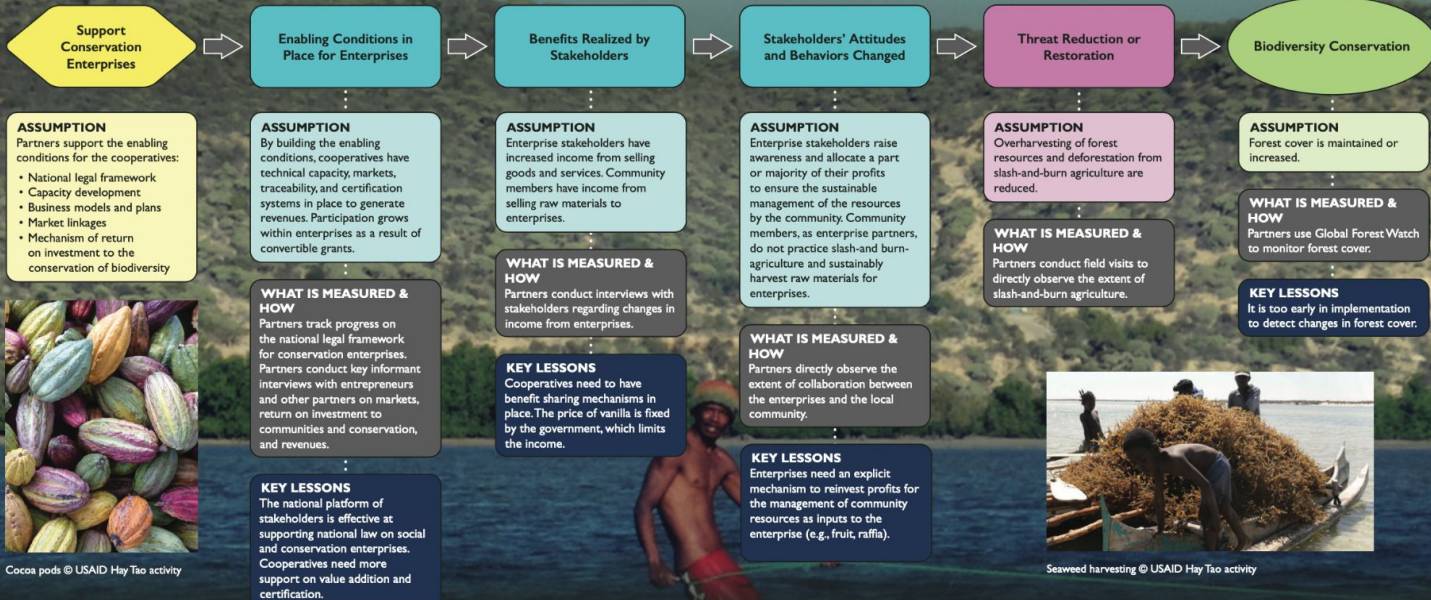 Support
Conservation
Enterprises
Enabling Conditions in
Place for Enterprises
Benefits Realized by
Stakeholders
Stakeholders' Attitudes
and Behaviors Changed
Threat Reduction or
Restoration
Biodiversity Conservation
ASSUMPTION
Partners support the enabling
conditions for the cooperatives:
• National legal framework
• Capacity development
• Business models and plans
• Market linkages
• Mechanism of return
on investment to the
conservation of biodiversity
Cocoa pods © USAID Hay Tao activity
ASSUMPTION
By building the enabling
conditions, cooperatives have
technical capacity, markets,
traceability, and certification
systems in place to generate
revenues. Participation grows
within enterprises as a result of
convertible grants.
WHAT IS MEASURED &
HOW
Partners track progress on
the national legal framework
for conservation enterprises.
Partners conduct key informant
interviews with entrepreneurs
and other partners on markets,
return on investment to
communities and conservation,
and revenues.
KEY LESSONS
The national platform of
stakeholders is effective at
supporting national law on social
and conservation enterprises.
Cooperatives need more
support on value addition and
certification.
ASSUMPTION
Enterprise stakeholders have
increased income from selling
goods and services. Community
members have income from
selling raw materials to
enterprises.
WHAT IS MEASURED &
HOW
Partners conduct interviews with
stakeholders regarding changes in
income from enterprises.
KEY LESSONS
Cooperatives need to have
benefit sharing mechanisms in
place. The price of vanilla is fixed
by the government, which limits
the income.
ASSUMPTION
Enterprise stakeholders raise
awareness and allocate a part
or majority of their profits
to ensure the sustainable
management of the resources
by the community. Community
members, as enterprise partners,
do not practice slash-and burn-
agriculture and sustainably
harvest raw materials for
enterprises.
WHAT IS MEASURED &
HOW
Partners directly observe the
extent of collaboration between
the enterprises and the local
community.
KEY LESSONS
Enterprises need an explicit
mechanism to reinvest profits for
the management of community
resources as inputs to the
enterprise (e.g., fruit, raffia).
ASSUMPTION
Overharvesting of forest
resources and deforestation from
slash-and-burn agriculture are
reduced.
WHAT IS MEASURED &
HOW
Partners conduct field visits to
directly observe the extent of
slash-and-burn agriculture.
ASSUMPTION
Forest cover is maintained or
increased.
WHAT IS MEASURED &
HOW
Partners use Global Forest Watch
to monitor forest cover.
KEY LESSONS
It is too early in implementation
to detect changes in forest cover.
Seaweed harvesting © USAID Hay Tao activity